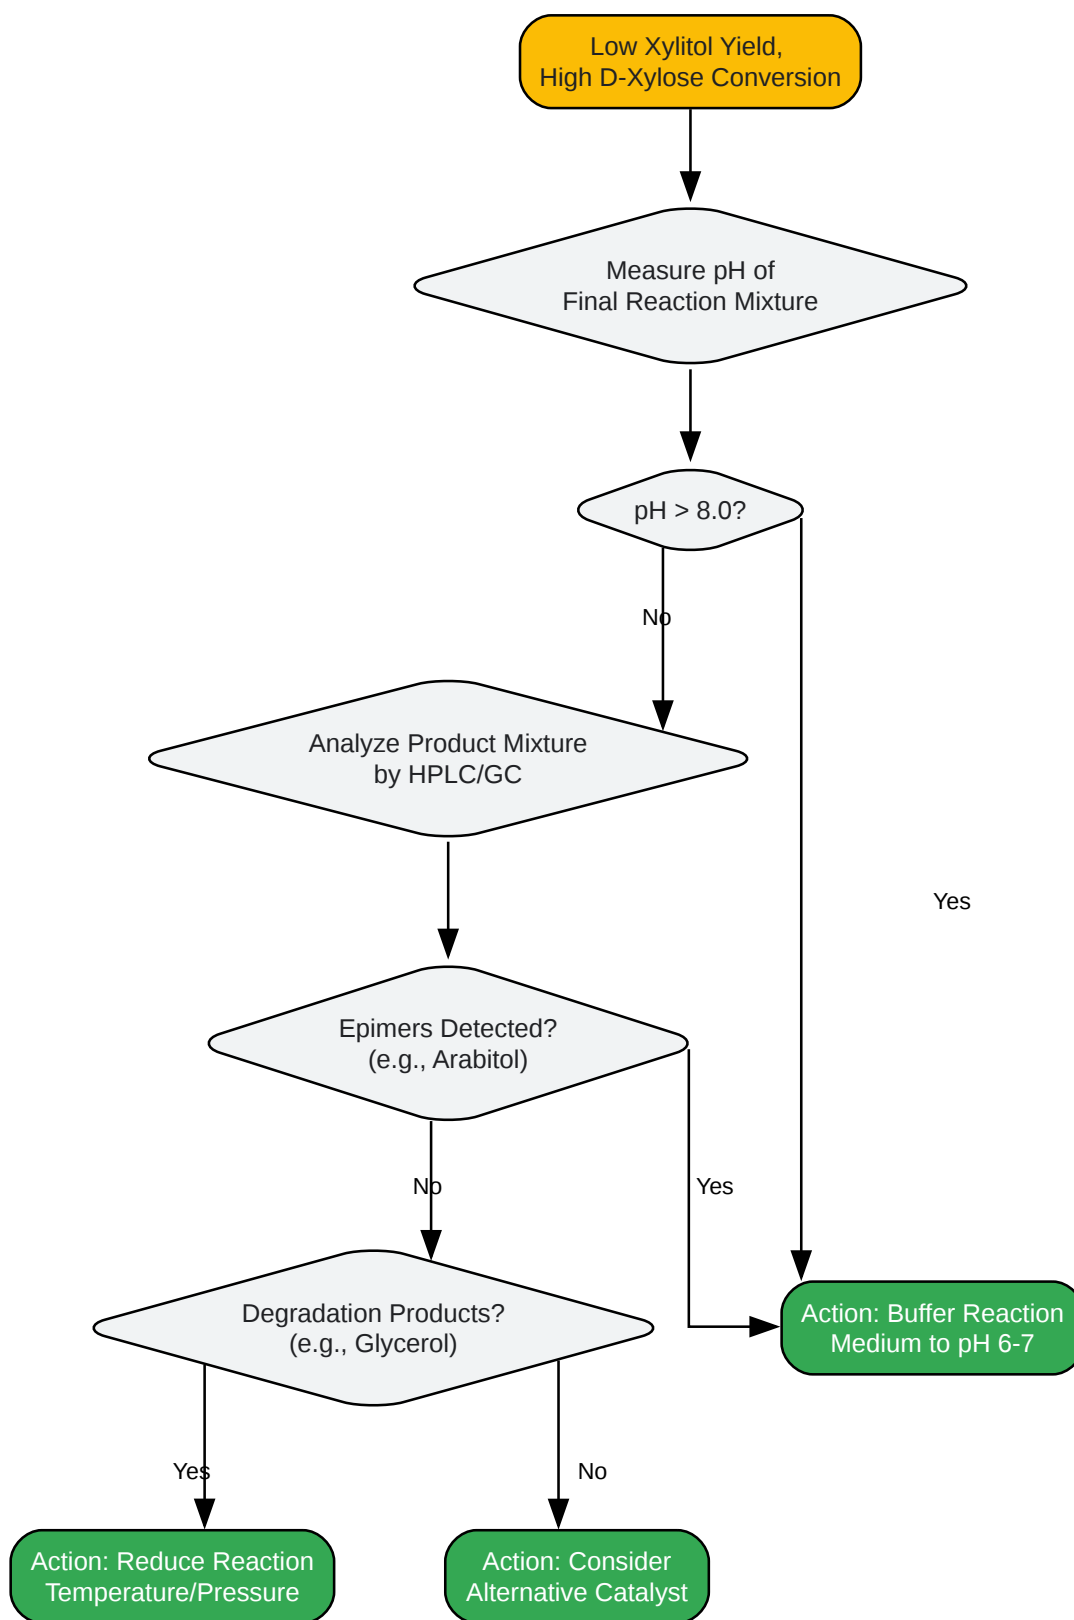 Low Xylitol Yield,
High D-Xylose Conversion
Measure pH of
Final Reaction Mixture
pH > 8.0?
No
Analyze Product Mixture
by HPLC/GC
Yes
Epimers Detected?
(e.g., Arabitol)
No
Yes
Degradation Products?
(e.g., Glycerol)
Action: Buffer Reaction
Medium to pH 6-7
Yes
No
Action: Reduce Reaction
Temperature/Pressure
Action: Consider
Alternative Catalyst